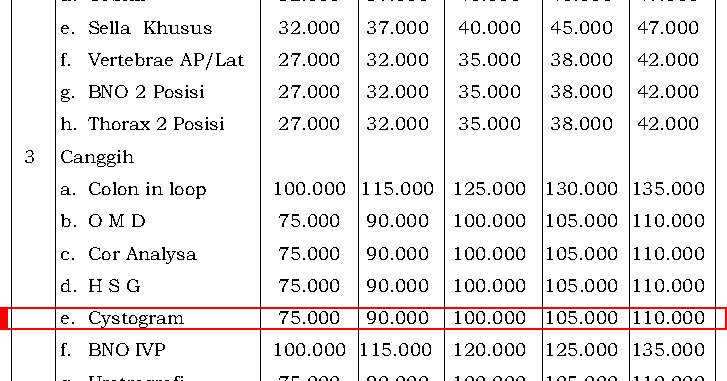 e. Sella Khusus 32.000 37.000 40.000 45.000 47.000
f. Vertebrae AP/Lat 27.000 32.000 35.000 38.000 42.000
g. BNO 2 Posisi 27.000 32.000 35.000 38.000 42.000
h. Thorax 2 Posisi 27.000 32.000 35.000 38.000 42.000
3 Canggih
a. Colon in loop 100.000 115.000 125.000 130.000 135.000
b. O M D 75.000 90.000 100.000 105.000 110.000
c. Cor Analysa 75.000 90.000 100.000 105.000 110.000
d. H S G 75.000 90.000 100.000 105.000 110.000
e. Cystogram 75.000 90.000 100.000 105.000 110.000
f. BNO IVP 100.000 115.000 120.000 125.000 135.000